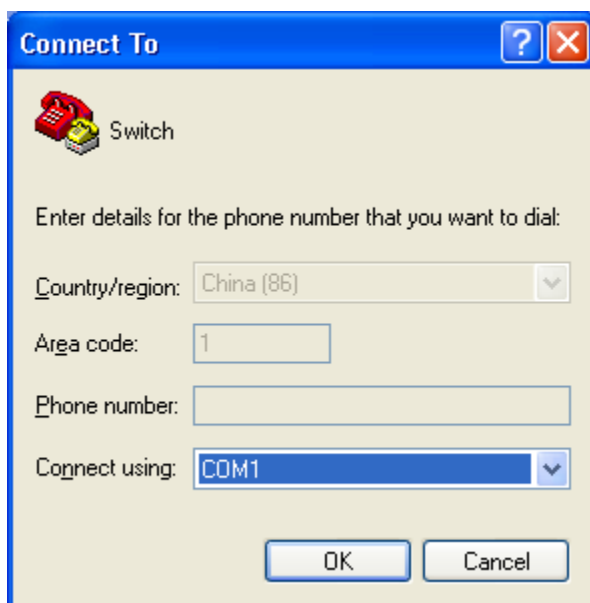 Connect To
Switch
Enter details for the phone number that you want to dial:
Country/region: China (86)
Area code: 1
Phone number:
Connect using: COM1
OK Cancel